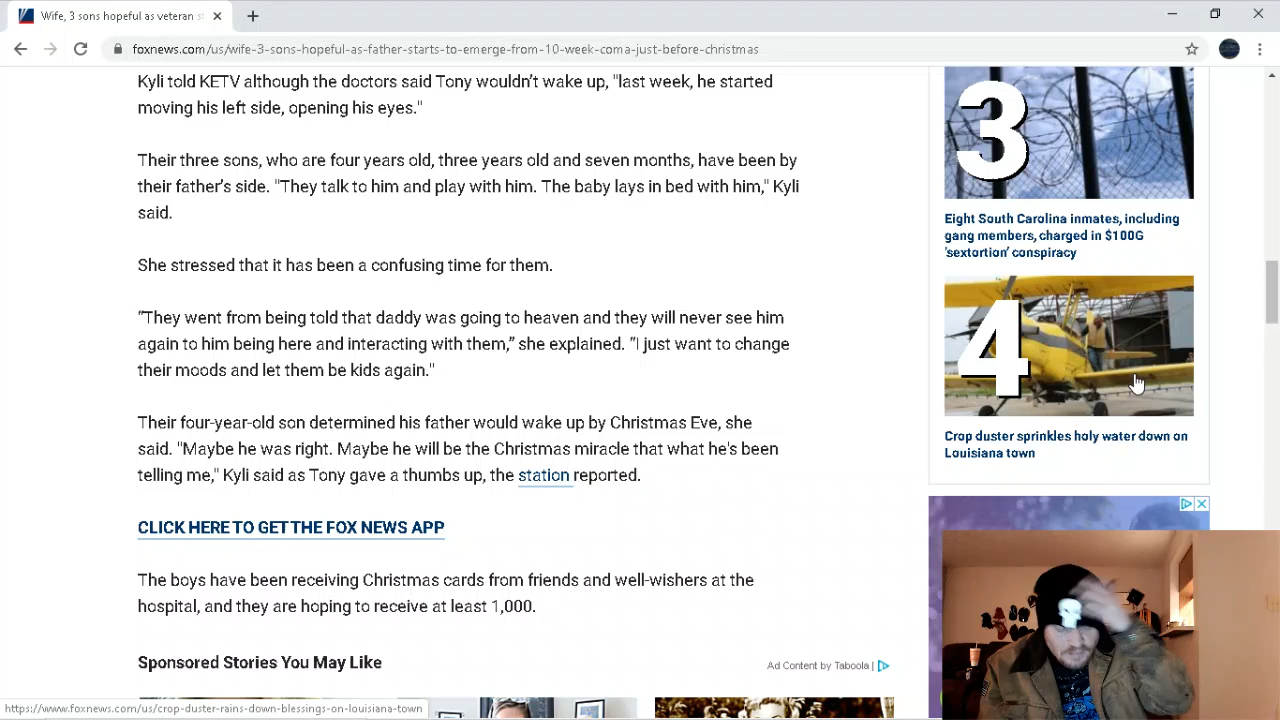 Wife, 3 sons hopeful as veteran s
foxnews.com/us/wife-3-sons-hopeful-as-father-starts-to-emerge-from-10-week-coma-just-before-christmas
Kyli told KETV although the doctors said Tony wouldn't wake up, "last week, he started
moving his left side, opening his eyes."
Their three sons, who are four years old, three years old and seven months, have been by
their father's side. "They talk to him and play with him. The baby lays in bed with him," Kyli
said.
She stressed that it has been a confusing time for them.
"They went from being told that daddy was going to heaven and they will never see him
again to him being here and interacting with them,” she explained. “I just want to change
their moods and let them be kids again."
Their four-year-old son determined his father would wake up by Christmas Eve, she
said. "Maybe he was right. Maybe he will be the Christmas miracle that what he's been
telling me," Kyli said as Tony gave a thumbs up, the station reported.
CLICK HERE TO GET THE FOX NEWS APP
The boys have been receiving Christmas cards from friends and well-wishers at the
hospital, and they are hoping to receive at least 1,000.
Sponsored Stories You May Like
Ad Content by Taboola |
3
Eight South Carolina inmates, including
gang members, charged in $100G
'sextortion' conspiracy
4
Crop duster sprinkles holy water down on
Louisiana town
https://www.foxnews.com/us/crop-duster-rains-down-blessings-on-louisiana-town